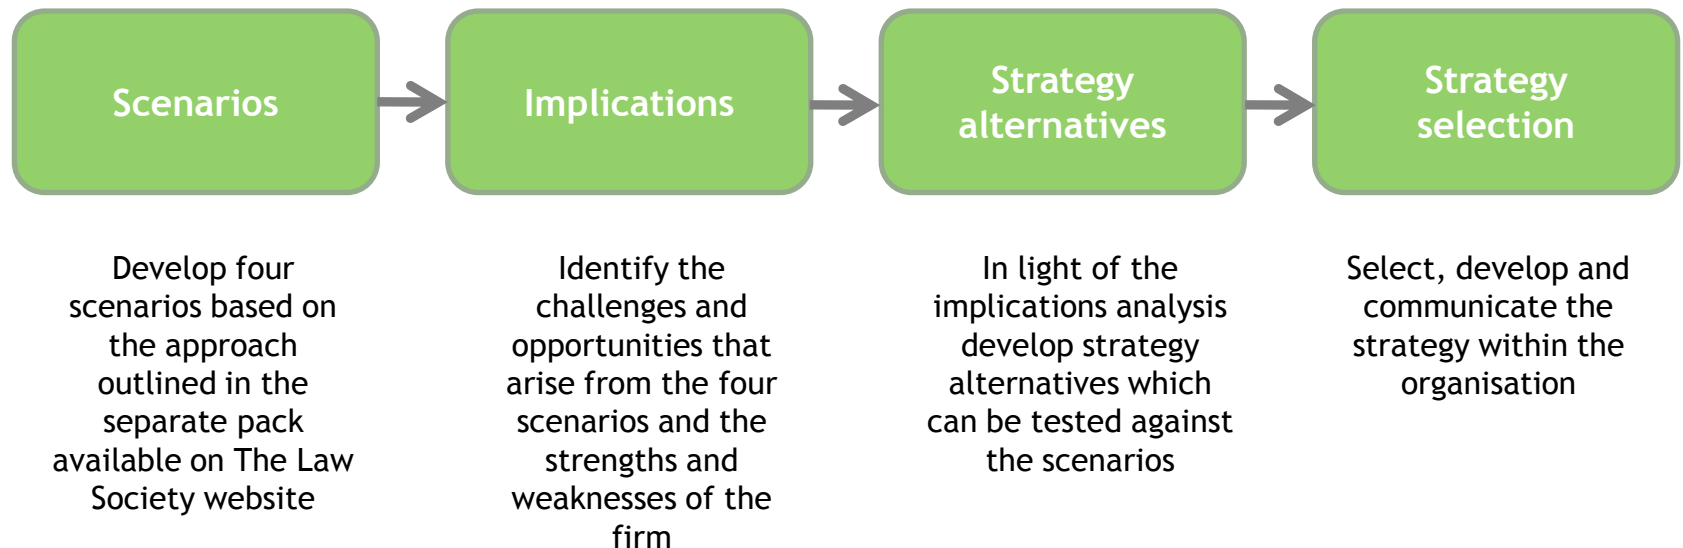 Scenarios
Implications
Strategy
alternatives
Strategy
selection
Develop four
scenarios based on
the approach
outlined in the
separate pack
available on The Law
Society website
Identify the
challenges and
opportunities that
arise from the four
scenarios and the
strengths and
weaknesses of the
firm
In light of the
implications analysis
develop strategy
alternatives which
can be tested against
the scenarios
Select, develop and
communicate the
strategy within the
organisation